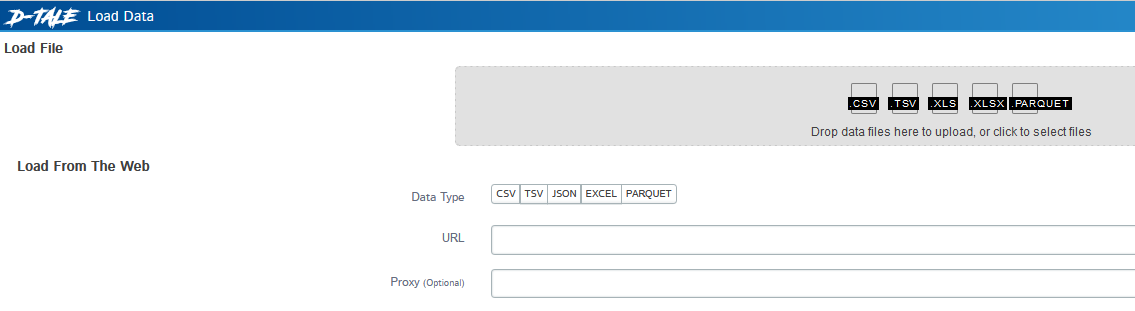 D-TALE Load Data
Load File
.CSV .TSV .XLS .XLSX .PARQUET
Drop data files here to upload, or click to select files
Load From The Web
Data Type CSV TSV JSON EXCEL PARQUET
URL
Proxy (Optional)